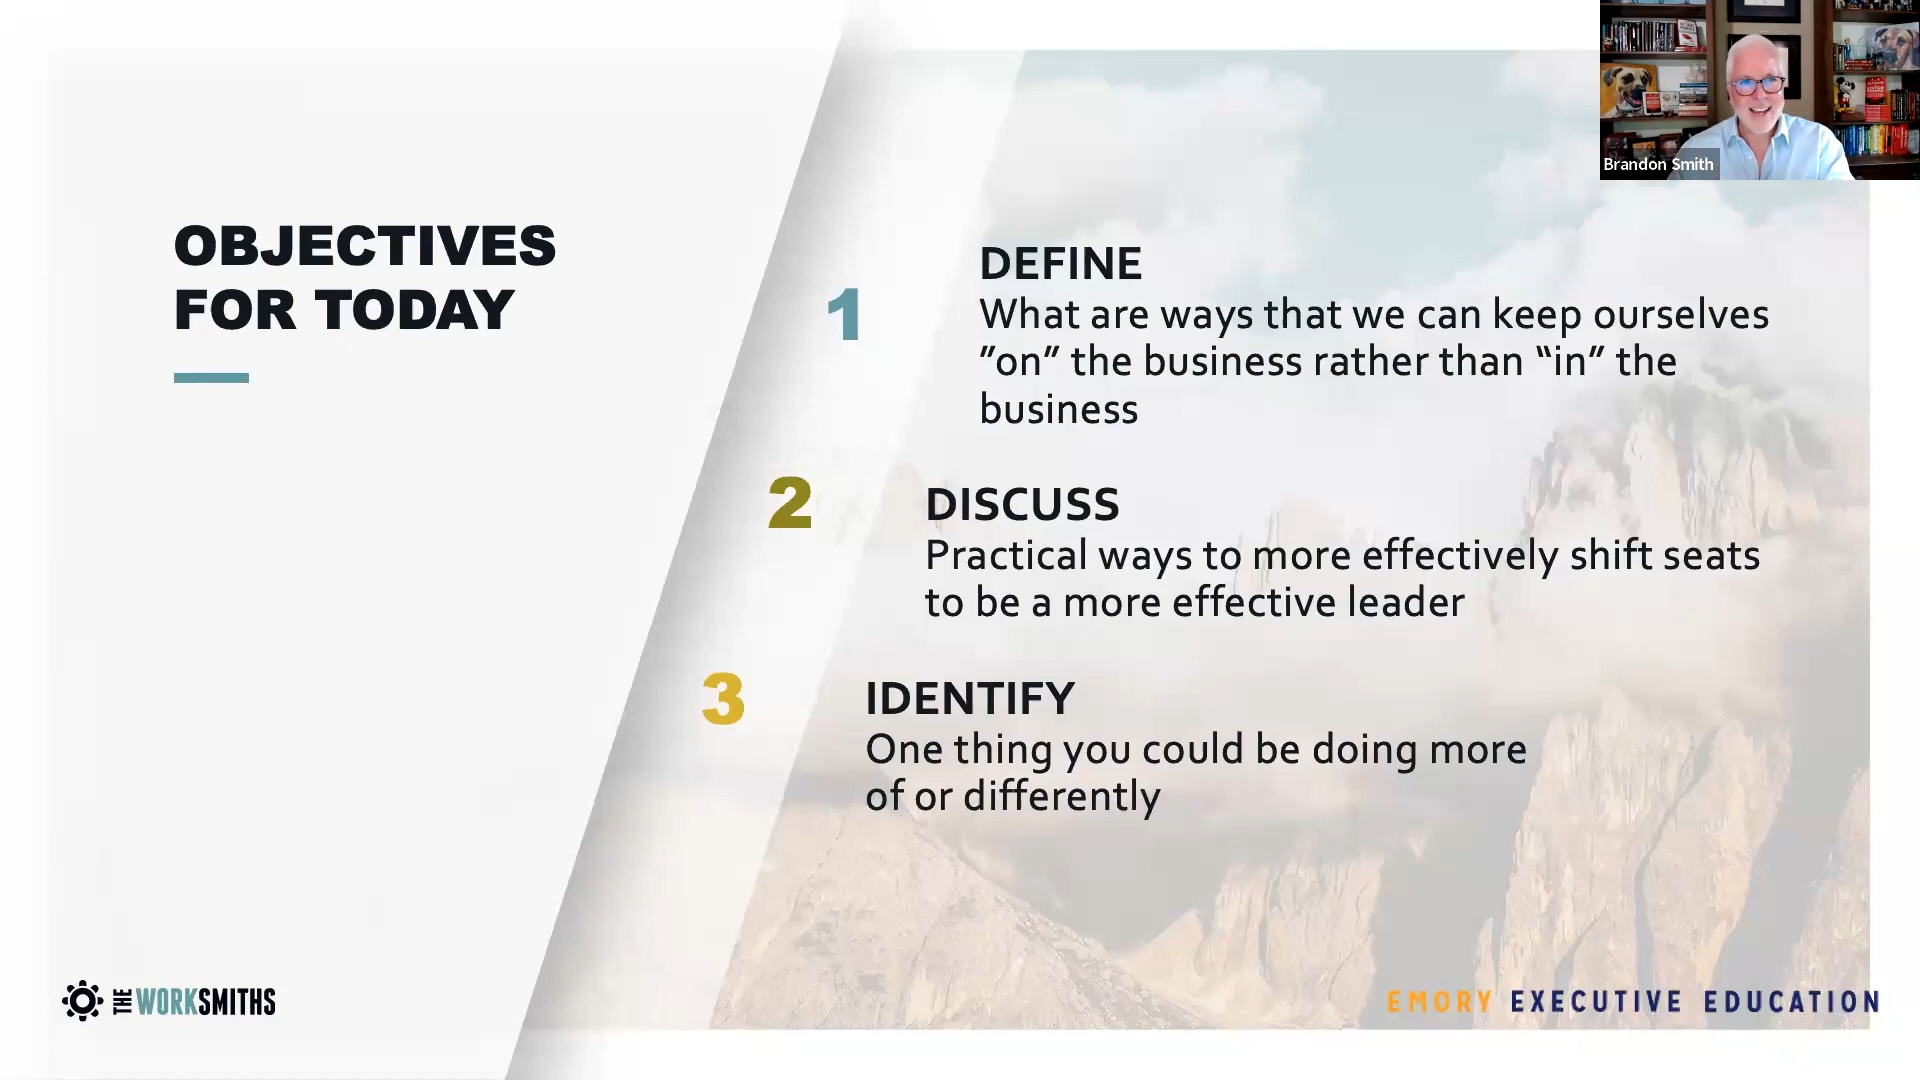 Brandon Smith
OBJECTIVES
FOR TODAY
1
DEFINE
What are ways that we can keep ourselves
”on” the business rather than “in” the
business
2
DISCUSS
Practical ways to more effectively shift seats
to be a more effective leader
3
IDENTIFY
One thing you could be doing more
of or differently
THE WORKSMITHS
EMORY EXECUTIVE EDUCATION